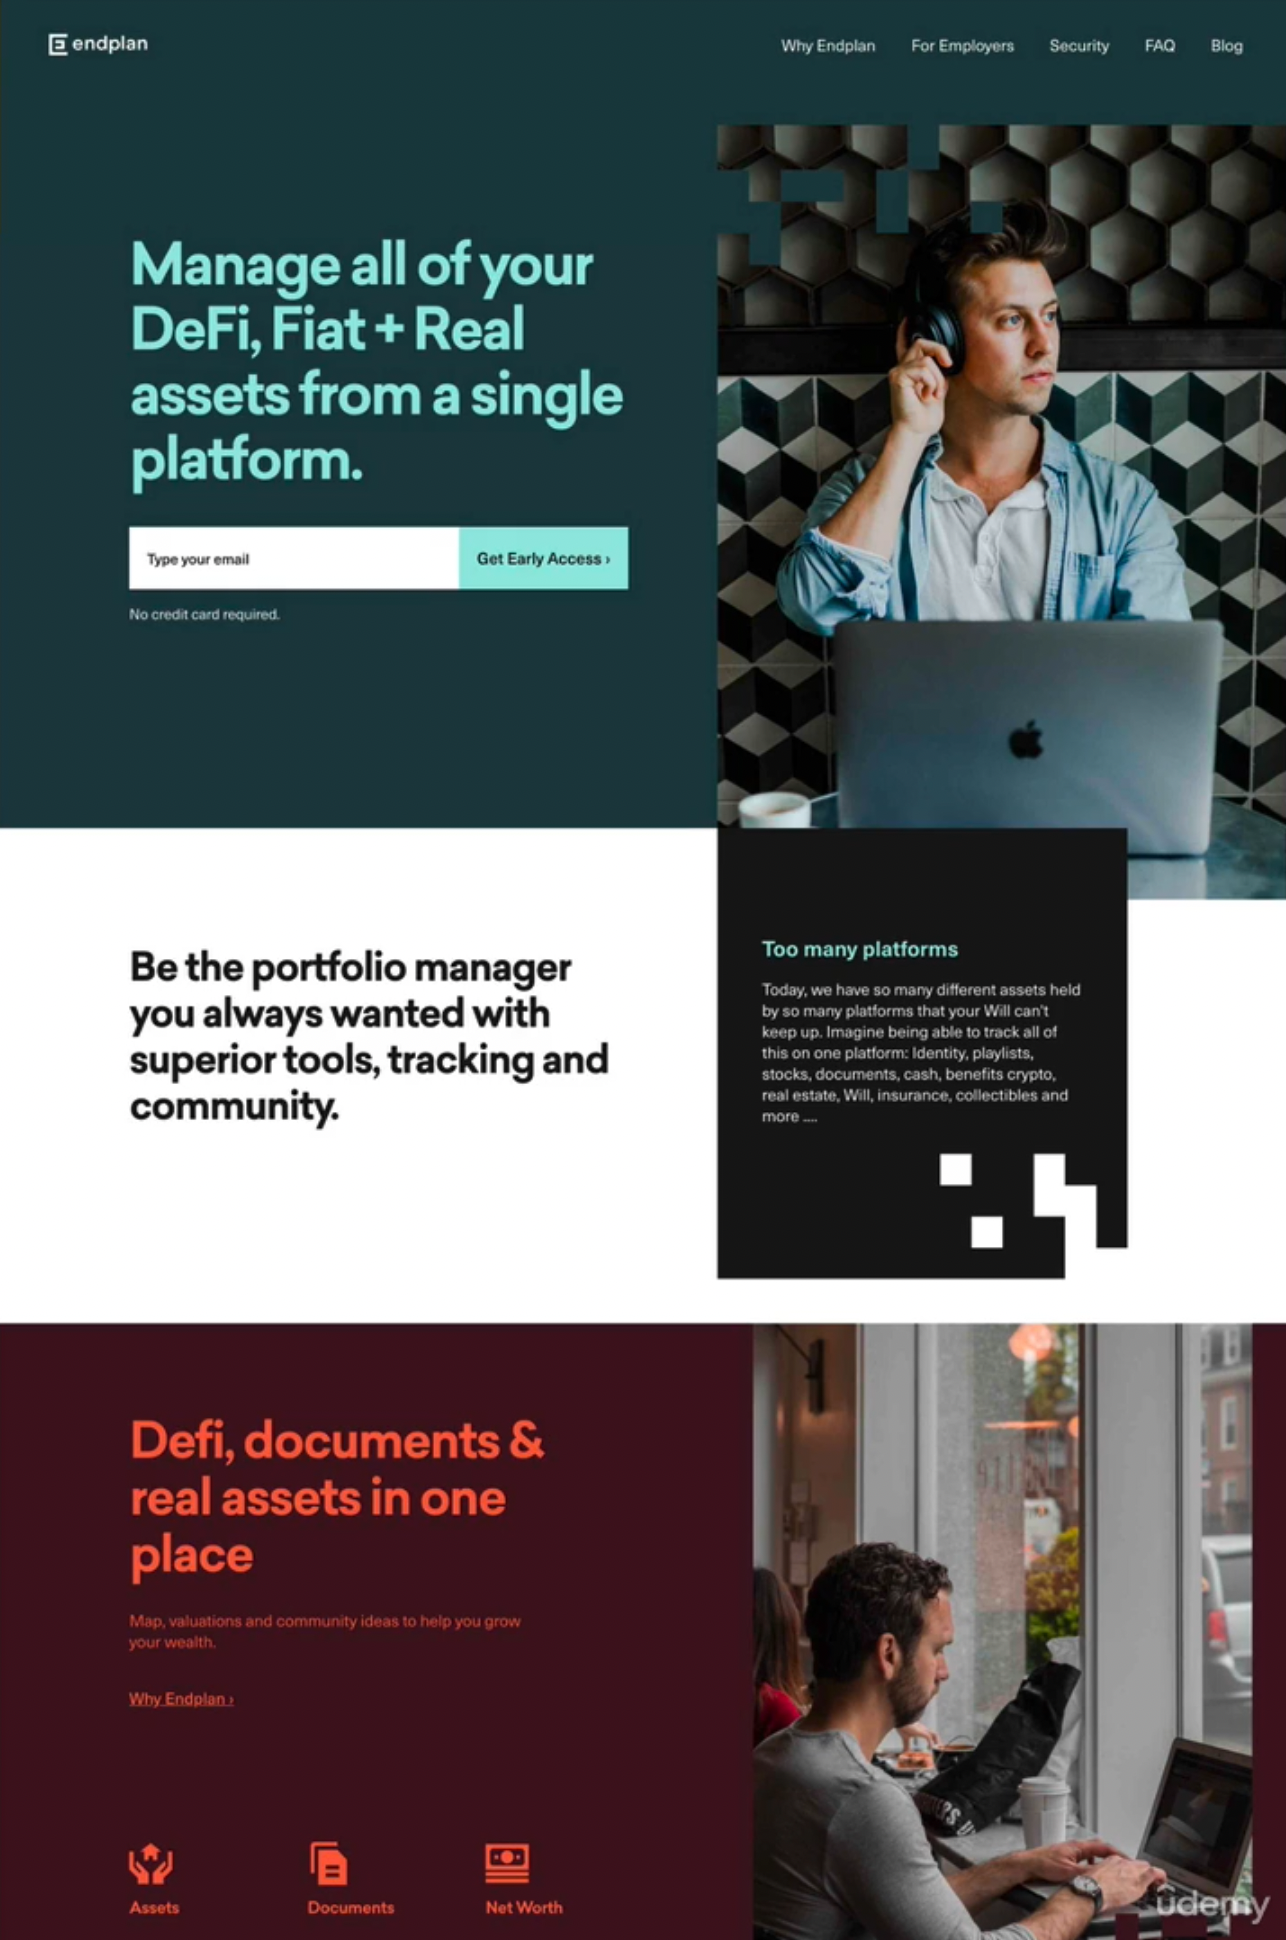 endplan
Why Endplan For Employers Security FAQ Blog
Manage all of your
DeFi, Fiat + Real
assets from a single
platform.
Type your email
Get Early Access ›
No credit card required.
Be the portfolio manager
you always wanted with
superior tools, tracking and
community.
Too many platforms
Today, we have so many different assets held
by so many platforms that your Will can't
keep up. Imagine being able to track all of
this on one platform: Identity, playlists,
stocks, documents, cash, benefits crypto,
real estate, Will, insurance, collectibles and
more ....
Defi, documents &
real assets in one
place
Map, valuations and community ideas to help you grow
your wealth.
Why Endplan ›
Assets
Documents
Net Worth
udemy